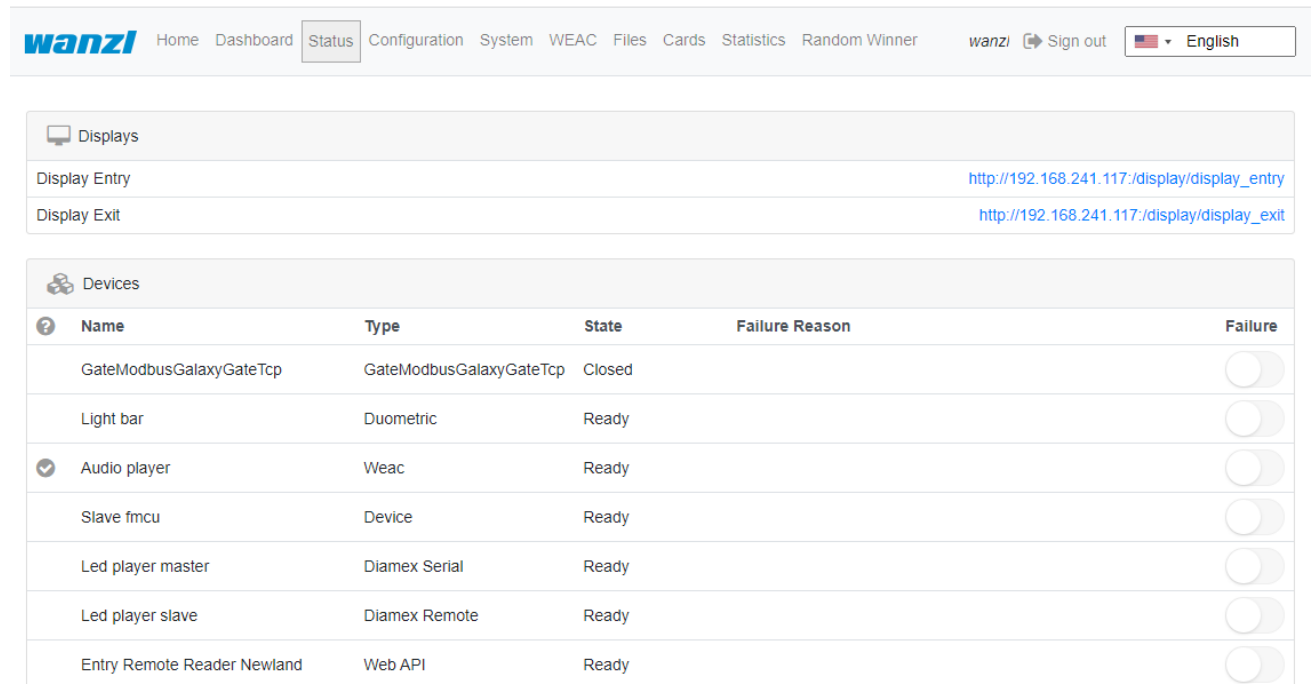 wanzl Home Dashboard Status Configuration System WEAC Files Cards Statistics Random Winner wanzl Sign out English
Displays
Display Entry http://192.168.241.117:/display/display_entry
Display Exit http://192.168.241.117:/display/display_exit
Devices
? Name Type State Failure Reason Failure
GateModbusGalaxyGateTcp GateModbusGalaxyGateTcp Closed
Light bar Duometric Ready
Audio player Weac Ready
Slave fmcu Device Ready
Led player master Diamex Serial Ready
Led player slave Diamex Remote Ready
Entry Remote Reader Newland Web API Ready